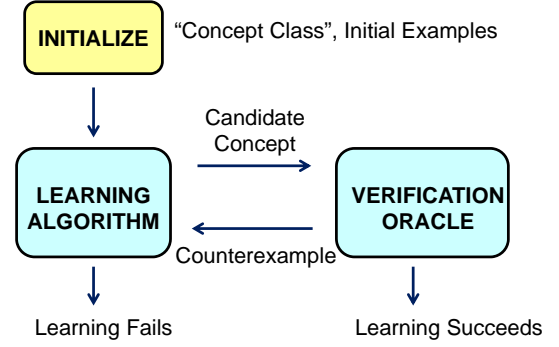 INITIALIZE
“Concept Class”, Initial Examples
Candidate
Concept
LEARNING
ALGORITHM
VERIFICATION
ORACLE
Counterexample
Learning Fails
Learning Succeeds